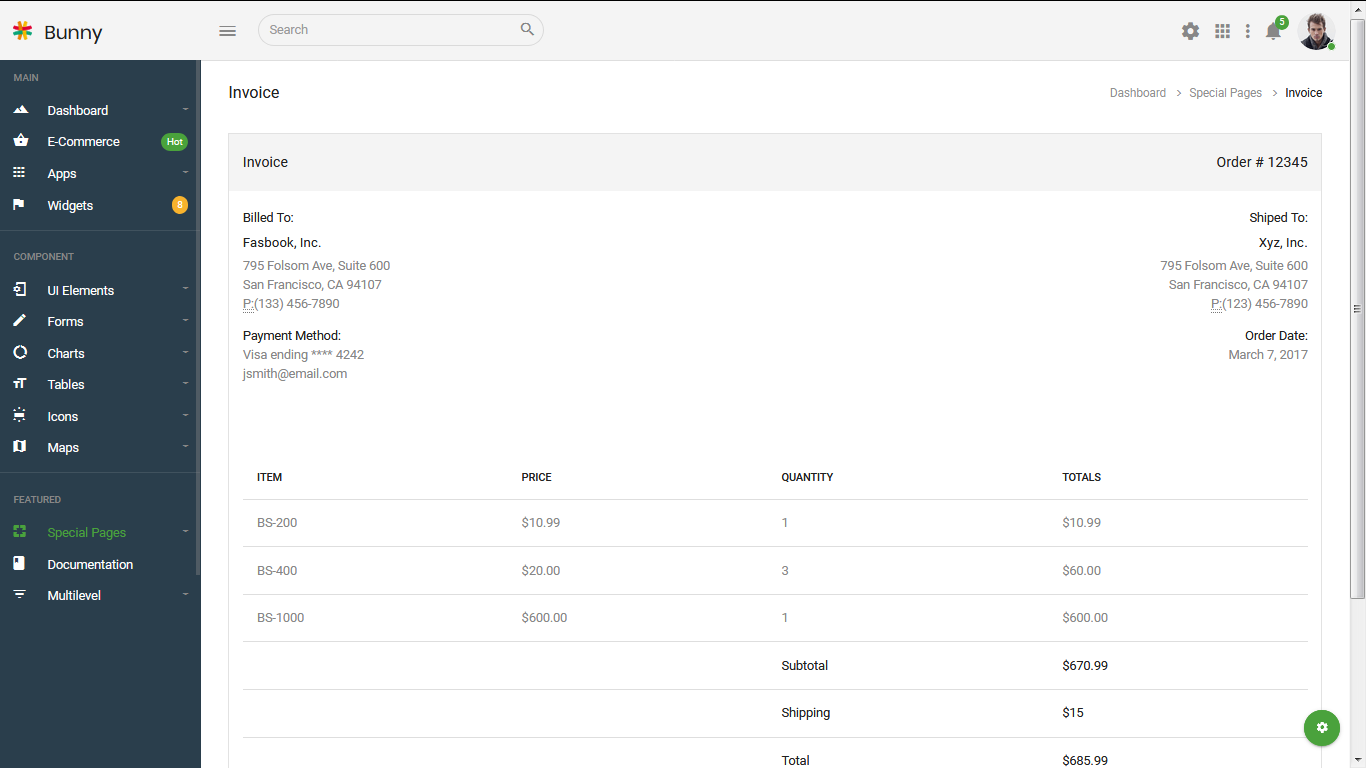 Bunny
Search
5
MAIN
Dashboard
E-Commerce Hot
Apps
Widgets 8
COMPONENT
UI Elements
Forms
Charts
Tables
Icons
Maps
FEATURED
Special Pages
Documentation
Multilevel
Invoice
Dashboard > Special Pages > Invoice
Invoice Order # 12345
Billed To:
Fasbook, Inc.
795 Folsom Ave, Suite 600
San Francisco, CA 94107
P:(133) 456-7890
Payment Method:
Visa ending **** 4242
jsmith@email.com
Shiped To:
Xyz, Inc.
795 Folsom Ave, Suite 600
San Francisco, CA 94107
P:(123) 456-7890
Order Date:
March 7, 2017
ITEM PRICE QUANTITY TOTALS
BS-200 $10.99 1 $10.99
BS-400 $20.00 3 $60.00
BS-1000 $600.00 1 $600.00
Subtotal $670.99
Shipping $15
Total $685.99